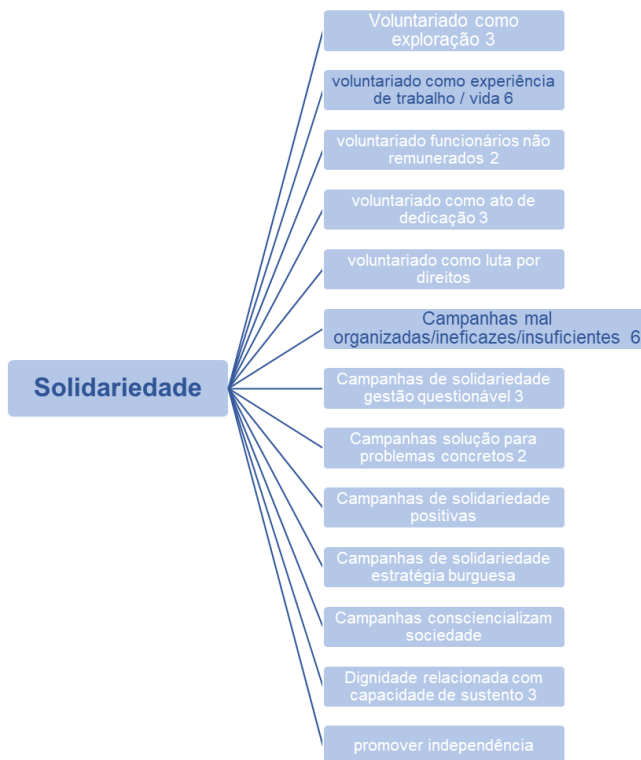 Voluntariado como
exploração 3
voluntariado como experiência
de trabalho / vida 6
voluntariado funcionários não
remunerados 2
voluntariado como ato de
dedicação 3
voluntariado como luta por
direitos
Campanhas mal
organizadas/ineficazes/insuficientes 6
Solidariedade
Campanhas de solidariedade
gestão questionável 3
Campanhas solução para
problemas concretos 2
Campanhas de solidariedade
positivas
Campanhas de solidariedade
estratégia burguesa
Campanhas consciencializam
sociedade
Dignidade relacionada com
capacidade de sustento 3
promover independência